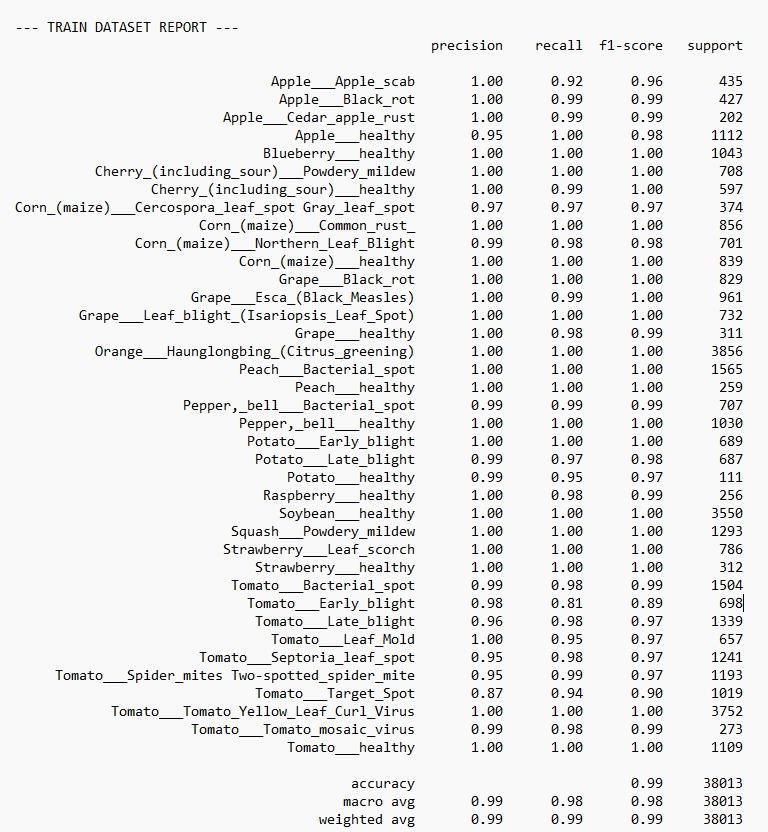 --- TRAIN DATASET REPORT ---
precision recall f1-score support
Apple___Apple_scab 1.00 0.92 0.96 435
Apple___Black_rot 1.00 0.99 0.99 427
Apple___Cedar_apple_rust 1.00 0.99 0.99 202
Apple___healthy 0.95 1.00 0.98 1112
Blueberry___healthy 1.00 1.00 1.00 1043
Cherry_(including_sour)___Powdery_mildew 1.00 1.00 1.00 708
Cherry_(including_sour)___healthy 1.00 0.99 1.00 597
Corn_(maize)___Cercospora_leaf_spot Gray_leaf_spot 0.97 0.97 0.97 374
Corn_(maize)___Common_rust_ 1.00 1.00 1.00 856
Corn_(maize)___Northern_Leaf_Blight 0.99 0.98 0.98 701
Corn_(maize)___healthy 1.00 1.00 1.00 839
Grape___Black_rot 1.00 1.00 1.00 829
Grape___Esca_(Black_Measles) 1.00 0.99 1.00 961
Grape___Leaf_blight_(Isariopsis_Leaf_Spot) 1.00 1.00 1.00 732
Grape___healthy 1.00 0.98 0.99 311
Orange___Haunglongbing_(Citrus_greening) 1.00 1.00 1.00 3856
Peach___Bacterial_spot 1.00 1.00 1.00 1565
Peach___healthy 1.00 1.00 1.00 259
Pepper,_bell___Bacterial_spot 0.99 0.99 0.99 707
Pepper,_bell___healthy 1.00 1.00 1.00 1030
Potato___Early_blight 1.00 1.00 1.00 689
Potato___Late_blight 0.99 0.97 0.98 687
Potato___healthy 0.99 0.95 0.97 111
Raspberry___healthy 1.00 0.98 0.99 256
Soybean___healthy 1.00 1.00 1.00 3550
Squash___Powdery_mildew 1.00 1.00 1.00 1293
Strawberry___Leaf_scorch 1.00 1.00 1.00 786
Strawberry___healthy 1.00 1.00 1.00 312
Tomato___Bacterial_spot 0.99 0.98 0.99 1504
Tomato___Early_blight 0.98 0.81 0.89 698
Tomato___Late_blight 0.96 0.98 0.97 1339
Tomato___Leaf_Mold 1.00 0.95 0.97 657
Tomato___Septoria_leaf_spot 0.95 0.98 0.97 1241
Tomato___Spider_mites Two-spotted_spider_mite 0.95 0.99 0.97 1193
Tomato___Target_Spot 0.87 0.94 0.90 1019
Tomato___Tomato_Yellow_Leaf_Curl_Virus 1.00 1.00 1.00 3752
Tomato___Tomato_mosaic_virus 0.99 0.98 0.99 273
Tomato___healthy 1.00 1.00 1.00 1109
accuracy 0.99 38013
macro avg 0.99 0.98 0.98 38013
weighted avg 0.99 0.99 0.99 38013